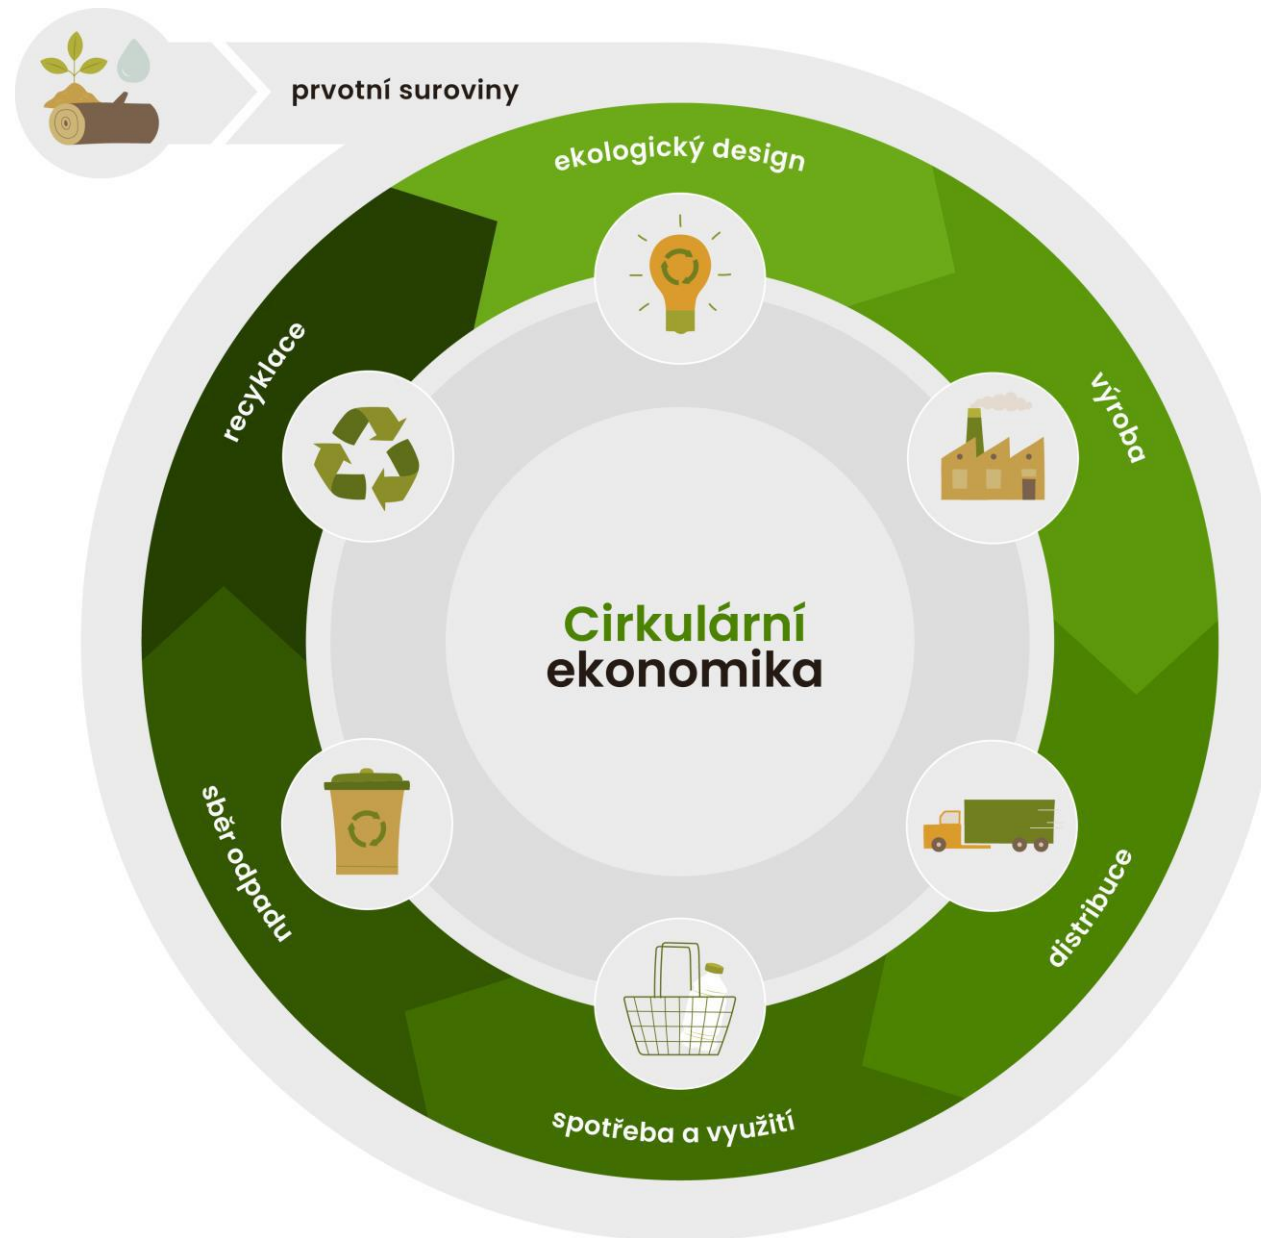 prvotní suroviny
ekologický design
výroba
distribuce
spotřeba a využití
sběr odpadu
recyklace
Cirkulární
ekonomika